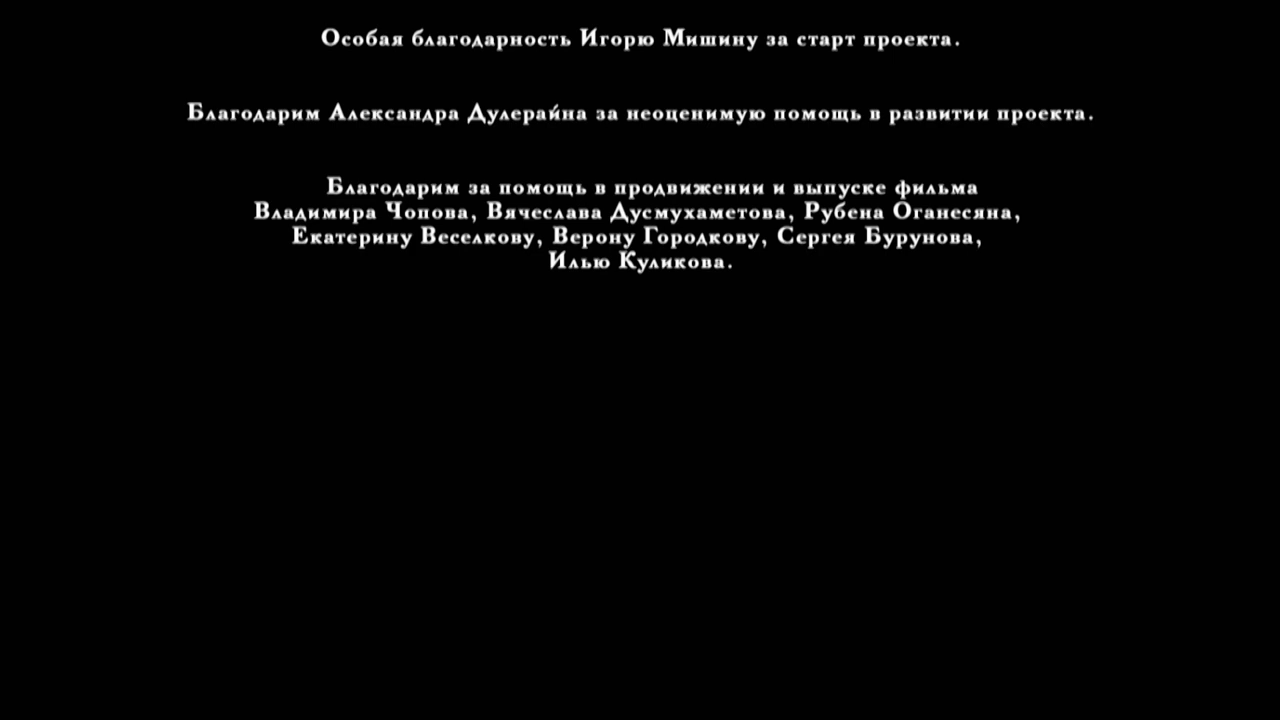 Особая благодарность Игорю Мишину за старт проекта.
Благодарим Александра Дулерайна за неоценимую помощь в развитии проекта.
Благодарим за помощь в продвижении и выпуске фильма
Владимира Чопова, Вячеслава Дусмухаметова, Рубена Оганесяна,
Екатерину Веселкову, Верону Городкову, Сергея Бурунова,
Илью Куликова.